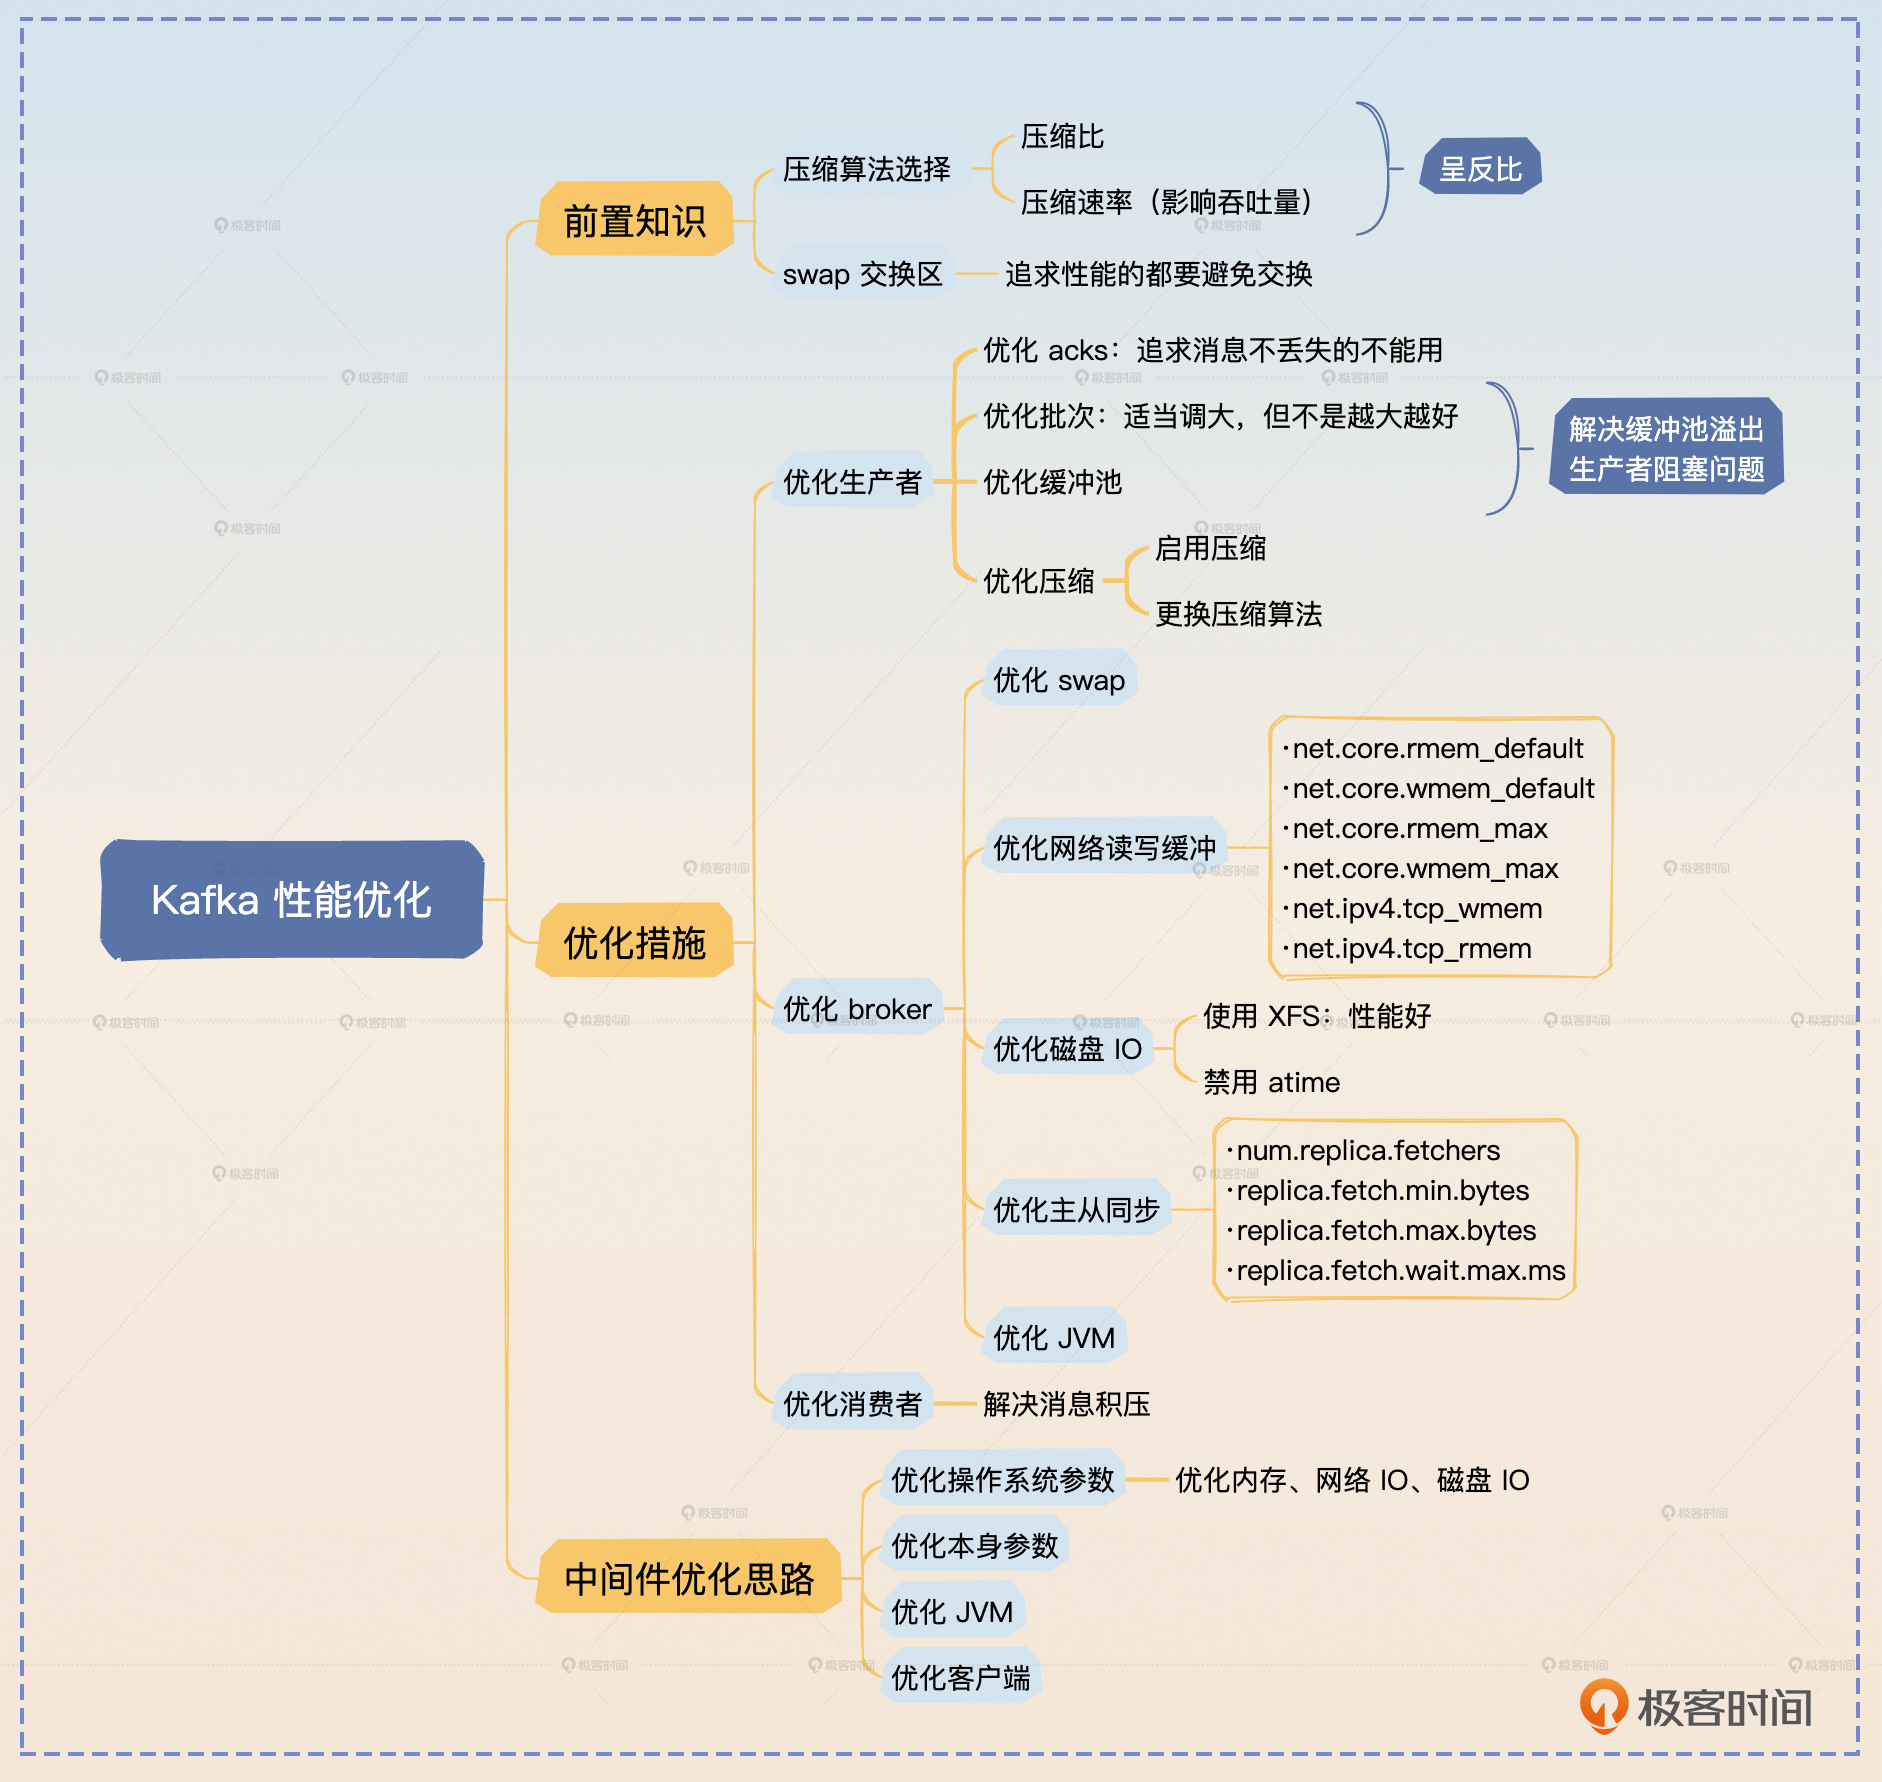 压缩比
压缩算法选择
呈反比
压缩速率（影响吞吐量）
前置知识
swap 交换区
追求性能的都要避免交换
优化 acks：追求消息不丢失的不能用
优化批次：适当调大，但不是越大越好
解决缓冲池溢出
生产者阻塞问题
优化生产者
优化缓冲池
启用压缩
优化压缩
更换压缩算法
优化 swap
·net.core.rmem_default
·net.core.wmem_default
·net.core.rmem_max
优化网络读写缓冲
·net.core.wmem_max
·net.ipv4.tcp_wmem
·net.ipv4.tcp_rmem
Kafka 性能优化
优化措施
优化 broker
使用 XFS：性能好
优化磁盘 IO
禁用 atime
·num.replica.fetchers
·replica.fetch.min.bytes
优化主从同步
·replica.fetch.max.bytes
·replica.fetch.wait.max.ms
优化 JVM
优化消费者
解决消息积压
优化操作系统参数
优化内存、网络 IO、磁盘 IO
优化本身参数
中间件优化思路
优化 JVM
优化客户端
极客时间